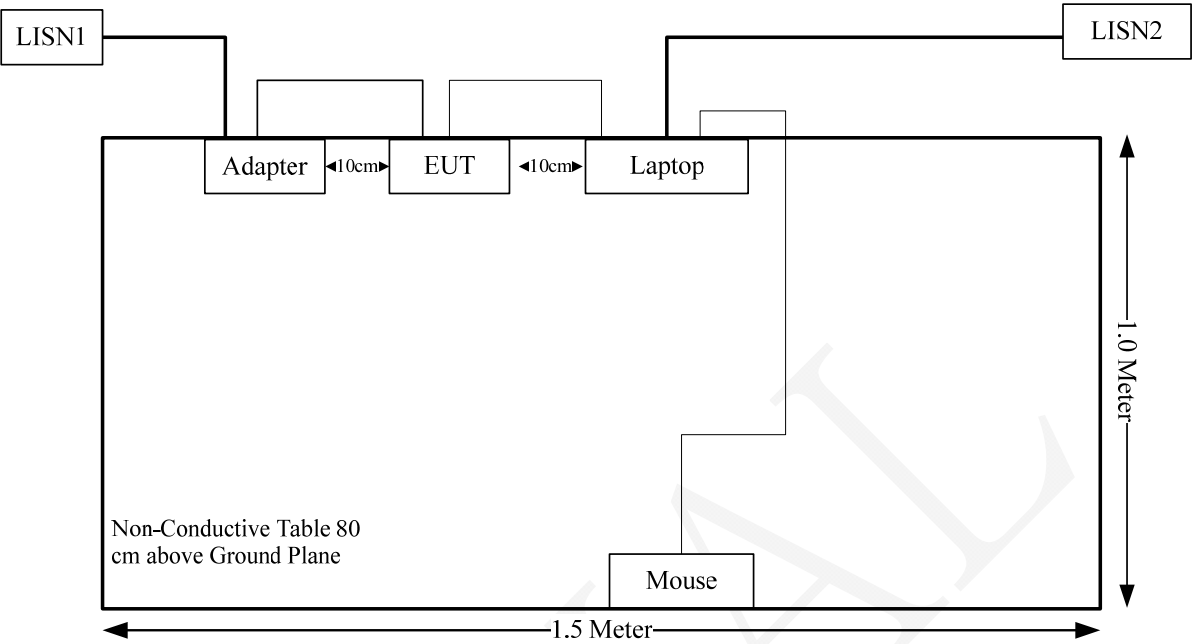 LISN1
LISN2
Adapter
10cm
EUT
10cm
Laptop
1.0 Meter
Non-Conductive Table 80
cm above Ground Plane
Mouse
1.5 Meter